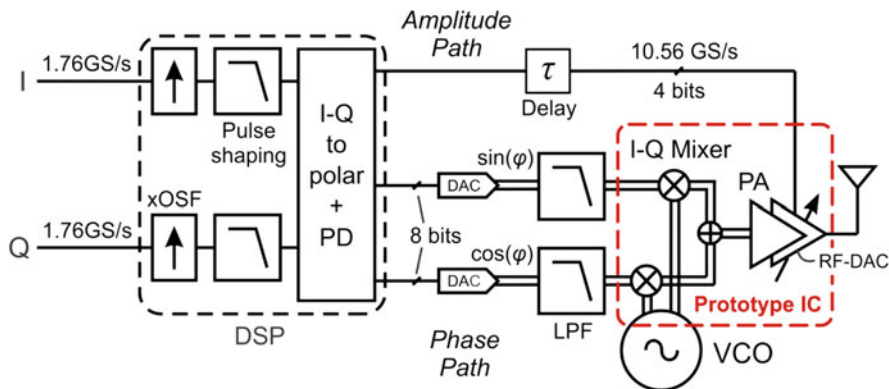 Amplitude
Path
I
1.76GS/s
10.56 GS/s
4 bits
τ
Delay
Pulse
shaping
I-Q
to
polar
+
PD
xOSF
Q
1.76GS/s
8 bits
DAC
sin(φ)
DAC
cos(φ)
LPF
I-Q Mixer
PA
RF-DAC
Prototype IC
DSP
Phase
Path
VCO